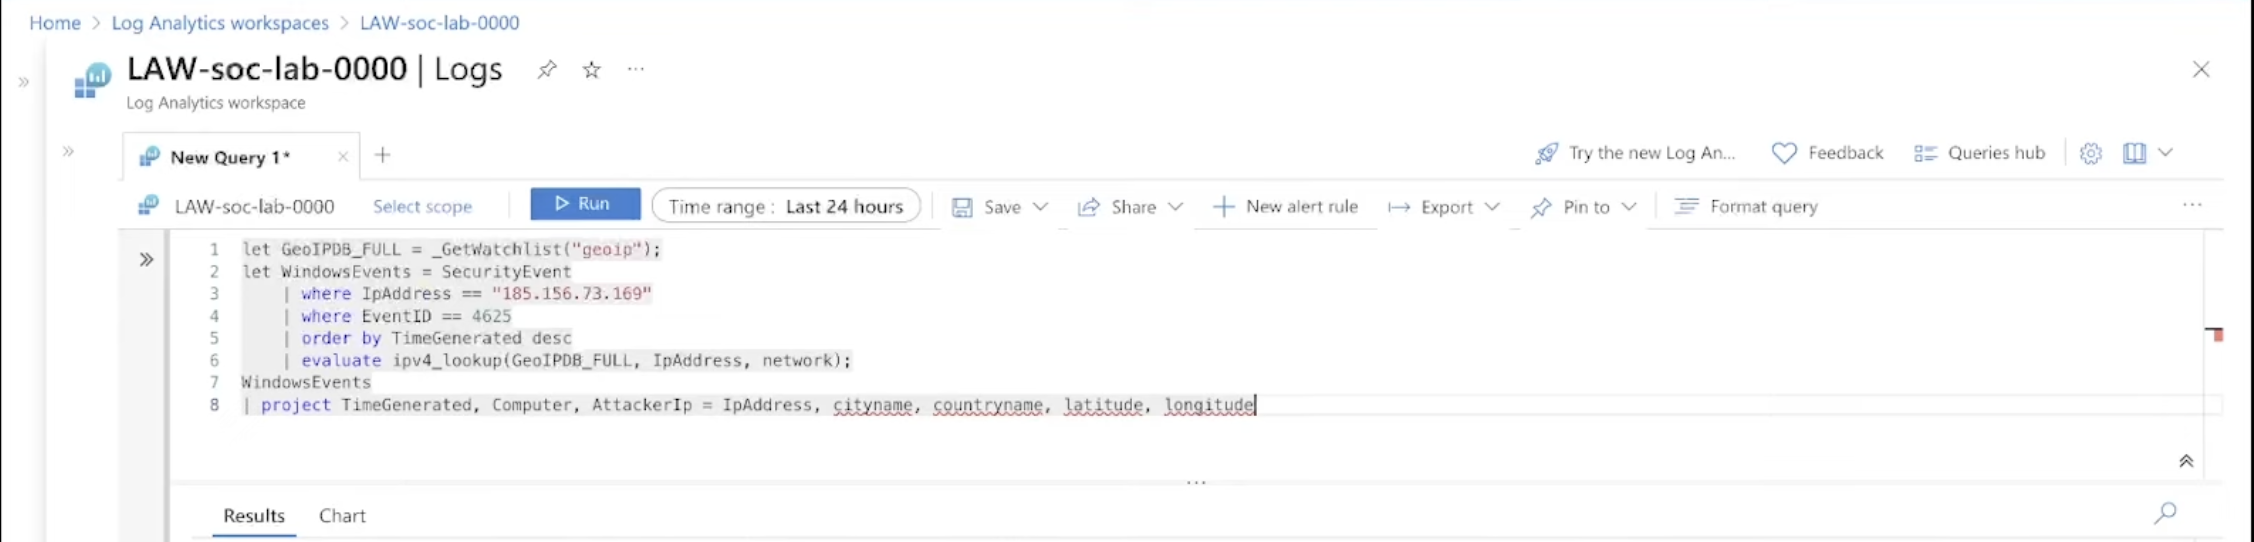 Home > Log Analytics workspaces > LAW-soc-lab-0000
LAW-soc-lab-0000 | Logs
Log Analytics workspace
New Query 1*
Try the new Log An... Feedback Queries hub
LAW-soc-lab-0000 Select scope Run Time range : Last 24 hours Save Share New alert rule Export Pin to Format query
1 let GeoIPDB_FULL = _GetWatchlist("geoip");
2 let WindowsEvents = SecurityEvent
3 | where IpAddress == "185.156.73.169"
4 | where EventID == 4625
5 | order by TimeGenerated desc
6 | evaluate ipv4_lookup(GeoIPDB_FULL, IpAddress, network);
7 WindowsEvents
8 | project TimeGenerated, Computer, AttackerIp = IpAddress, cityname, countryname, latitude, longitude
Results Chart